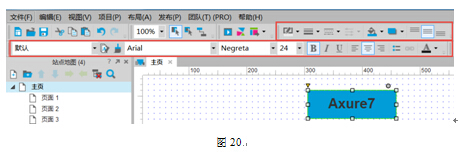 文件(F) 编辑(E) 视图(V) 项目(P) 布局(A) 发布(P) 团队(T) (PRO) 帮助(H)
100%
默认 Arial Negreta 24 B I U A
站点地图 (4) 主页
100 200 300 400 500
主页
页面 1
页面 2
页面 3
Axure7
图 20.